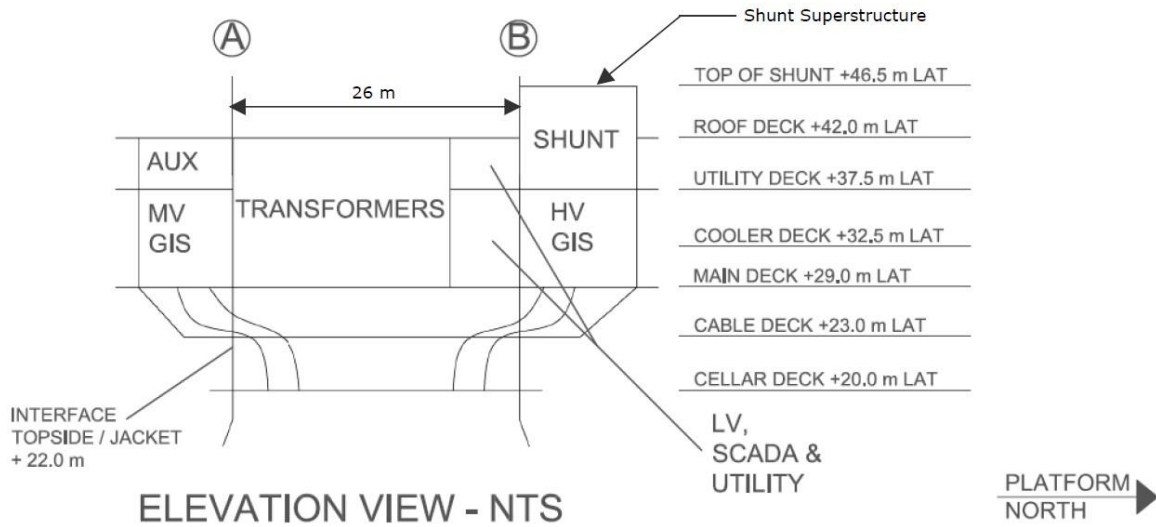 Shunt Superstructure
A
B
26 m
TOP OF SHUNT +46.5 m LAT
ROOF DECK +42.0 m LAT
SHUNT
AUX
UTILITY DECK +37.5 m LAT
TRANSFORMERS
MV
GIS
HV
GIS
COOLER DECK +32.5 m LAT
MAIN DECK +29.0 m LAT
CABLE DECK +23.0 m LAT
CELLAR DECK +20.0 m LAT
INTERFACE
TOPSIDE / JACKET
+ 22.0 m
LV,
SCADA &
UTILITY
ELEVATION VIEW - NTS
PLATFORM
NORTH